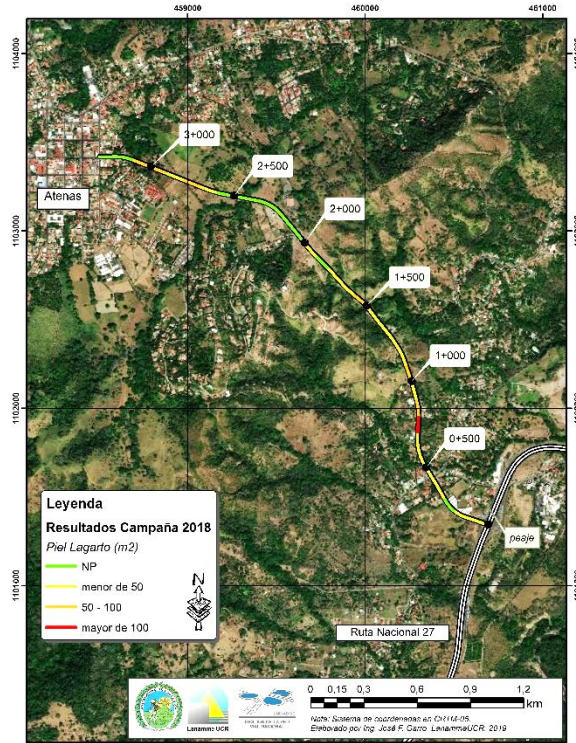 459000
460000
461000
1104000
3+000
2+500
Atenas
2+000
1103000
1+500
1+000
1102000
0+500
peaje
Leyenda
Resultados Campaña 2018
Piel Lagarto (m2)
NP
menor de 50
50 - 100
mayor de 100
N
1101000
Ruta Nacional 27
Lanamme UCR
0 0,15 0,3 0,6 0,9 1,2
km
Nota: Sistema de coordenadas en CRTM-05.
Elaborado por Ing. José F. Garro. LanammeUCR. 2019